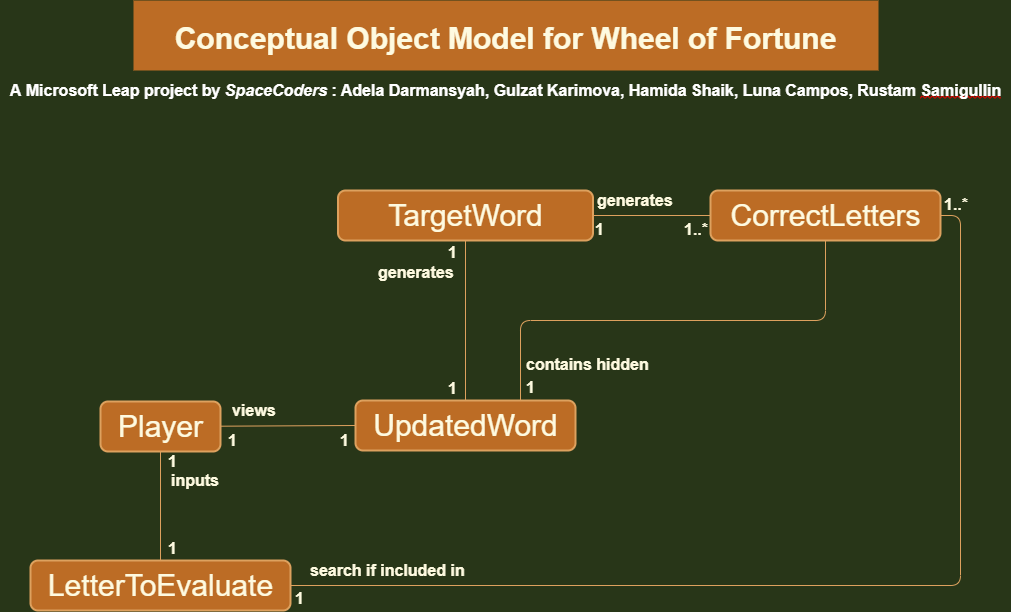 Conceptual Object Model for Wheel of Fortune
A Microsoft Leap project by SpaceCoders : Adela Darmansyah, Gulzat Karimova, Hamida Shaik, Luna Campos, Rustam Samigullin
TargetWord
generates
CorrectLetters
1..*
1
1..*
1
generates
contains hidden
1
1
Player
views
UpdatedWord
1
1
1
inputs
1
LetterToEvaluate
search if included in
1